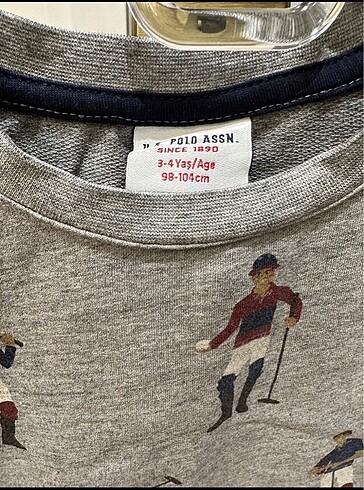 U.S. POLO ASSN.
SINCE 1890
3-4 Yaş/Age
98-104cm